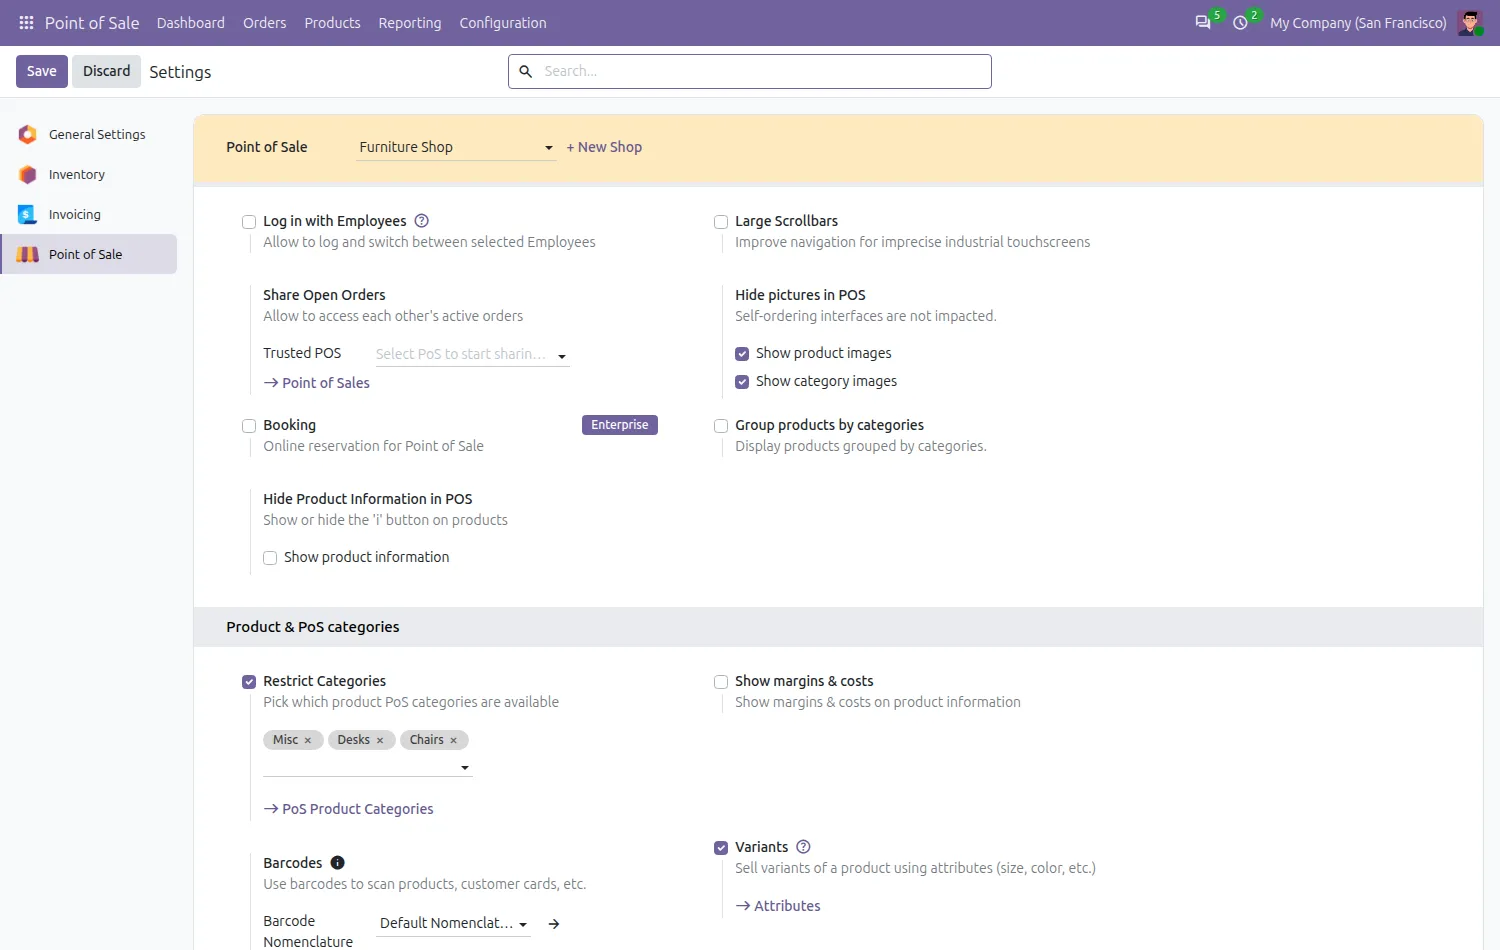 Point of Sale Dashboard Orders Products Reporting Configuration 5 2 My Company (San Francisco)
Save Discard Settings Search...
General Settings
Inventory
Invoicing
Point of Sale
Point of Sale Furniture Shop + New Shop
Log in with Employees ?
Allow to log and switch between selected Employees
Large Scrollbars
Improve navigation for imprecise industrial touchscreens
Share Open Orders
Allow to access each other's active orders
Trusted POS Select PoS to start sharin...
→ Point of Sales
Hide pictures in POS
Self-ordering interfaces are not impacted.
Show product images
Show category images
Booking Enterprise
Online reservation for Point of Sale
Group products by categories
Display products grouped by categories.
Hide Product Information in POS
Show or hide the 'i' button on products
Show product information
Product & PoS categories
Restrict Categories
Pick which product PoS categories are available
Misc × Desks × Chairs ×
→ PoS Product Categories
Show margins & costs
Show margins & costs on product information
Barcodes i
Use barcodes to scan products, customer cards, etc.
Barcode
Nomenclature
Default Nomenclat... →
Variants ?
Sell variants of a product using attributes (size, color, etc.)
→ Attributes